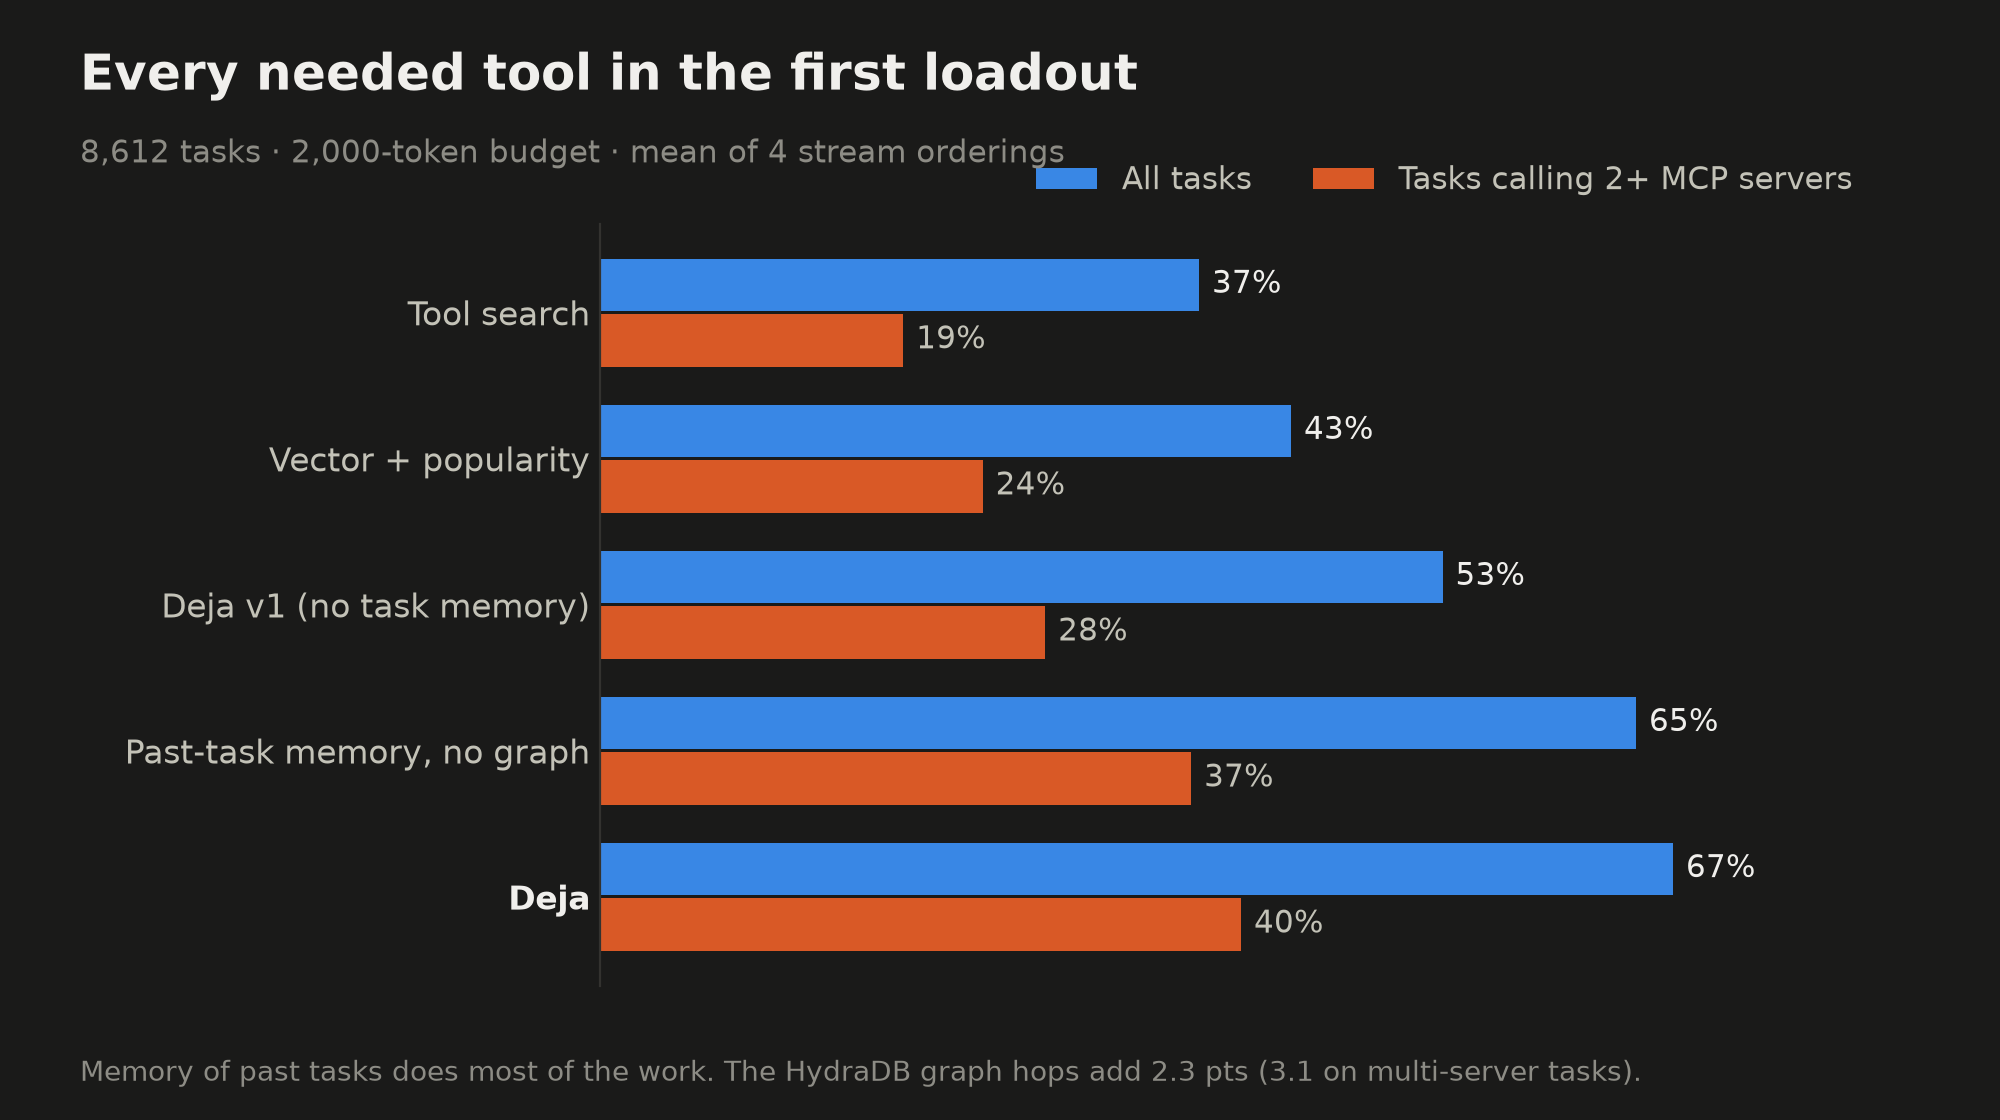 Every needed tool in the first loadout
8,612 tasks · 2,000-token budget · mean of 4 stream orderings
All tasks
Tasks calling 2+ MCP servers
Tool search
37%
19%
Vector + popularity
43%
24%
Deja v1 (no task memory)
53%
28%
Past-task memory, no graph
65%
37%
Deja
67%
40%
Memory of past tasks does most of the work. The HydraDB graph hops add 2.3 pts (3.1 on multi-server tasks).